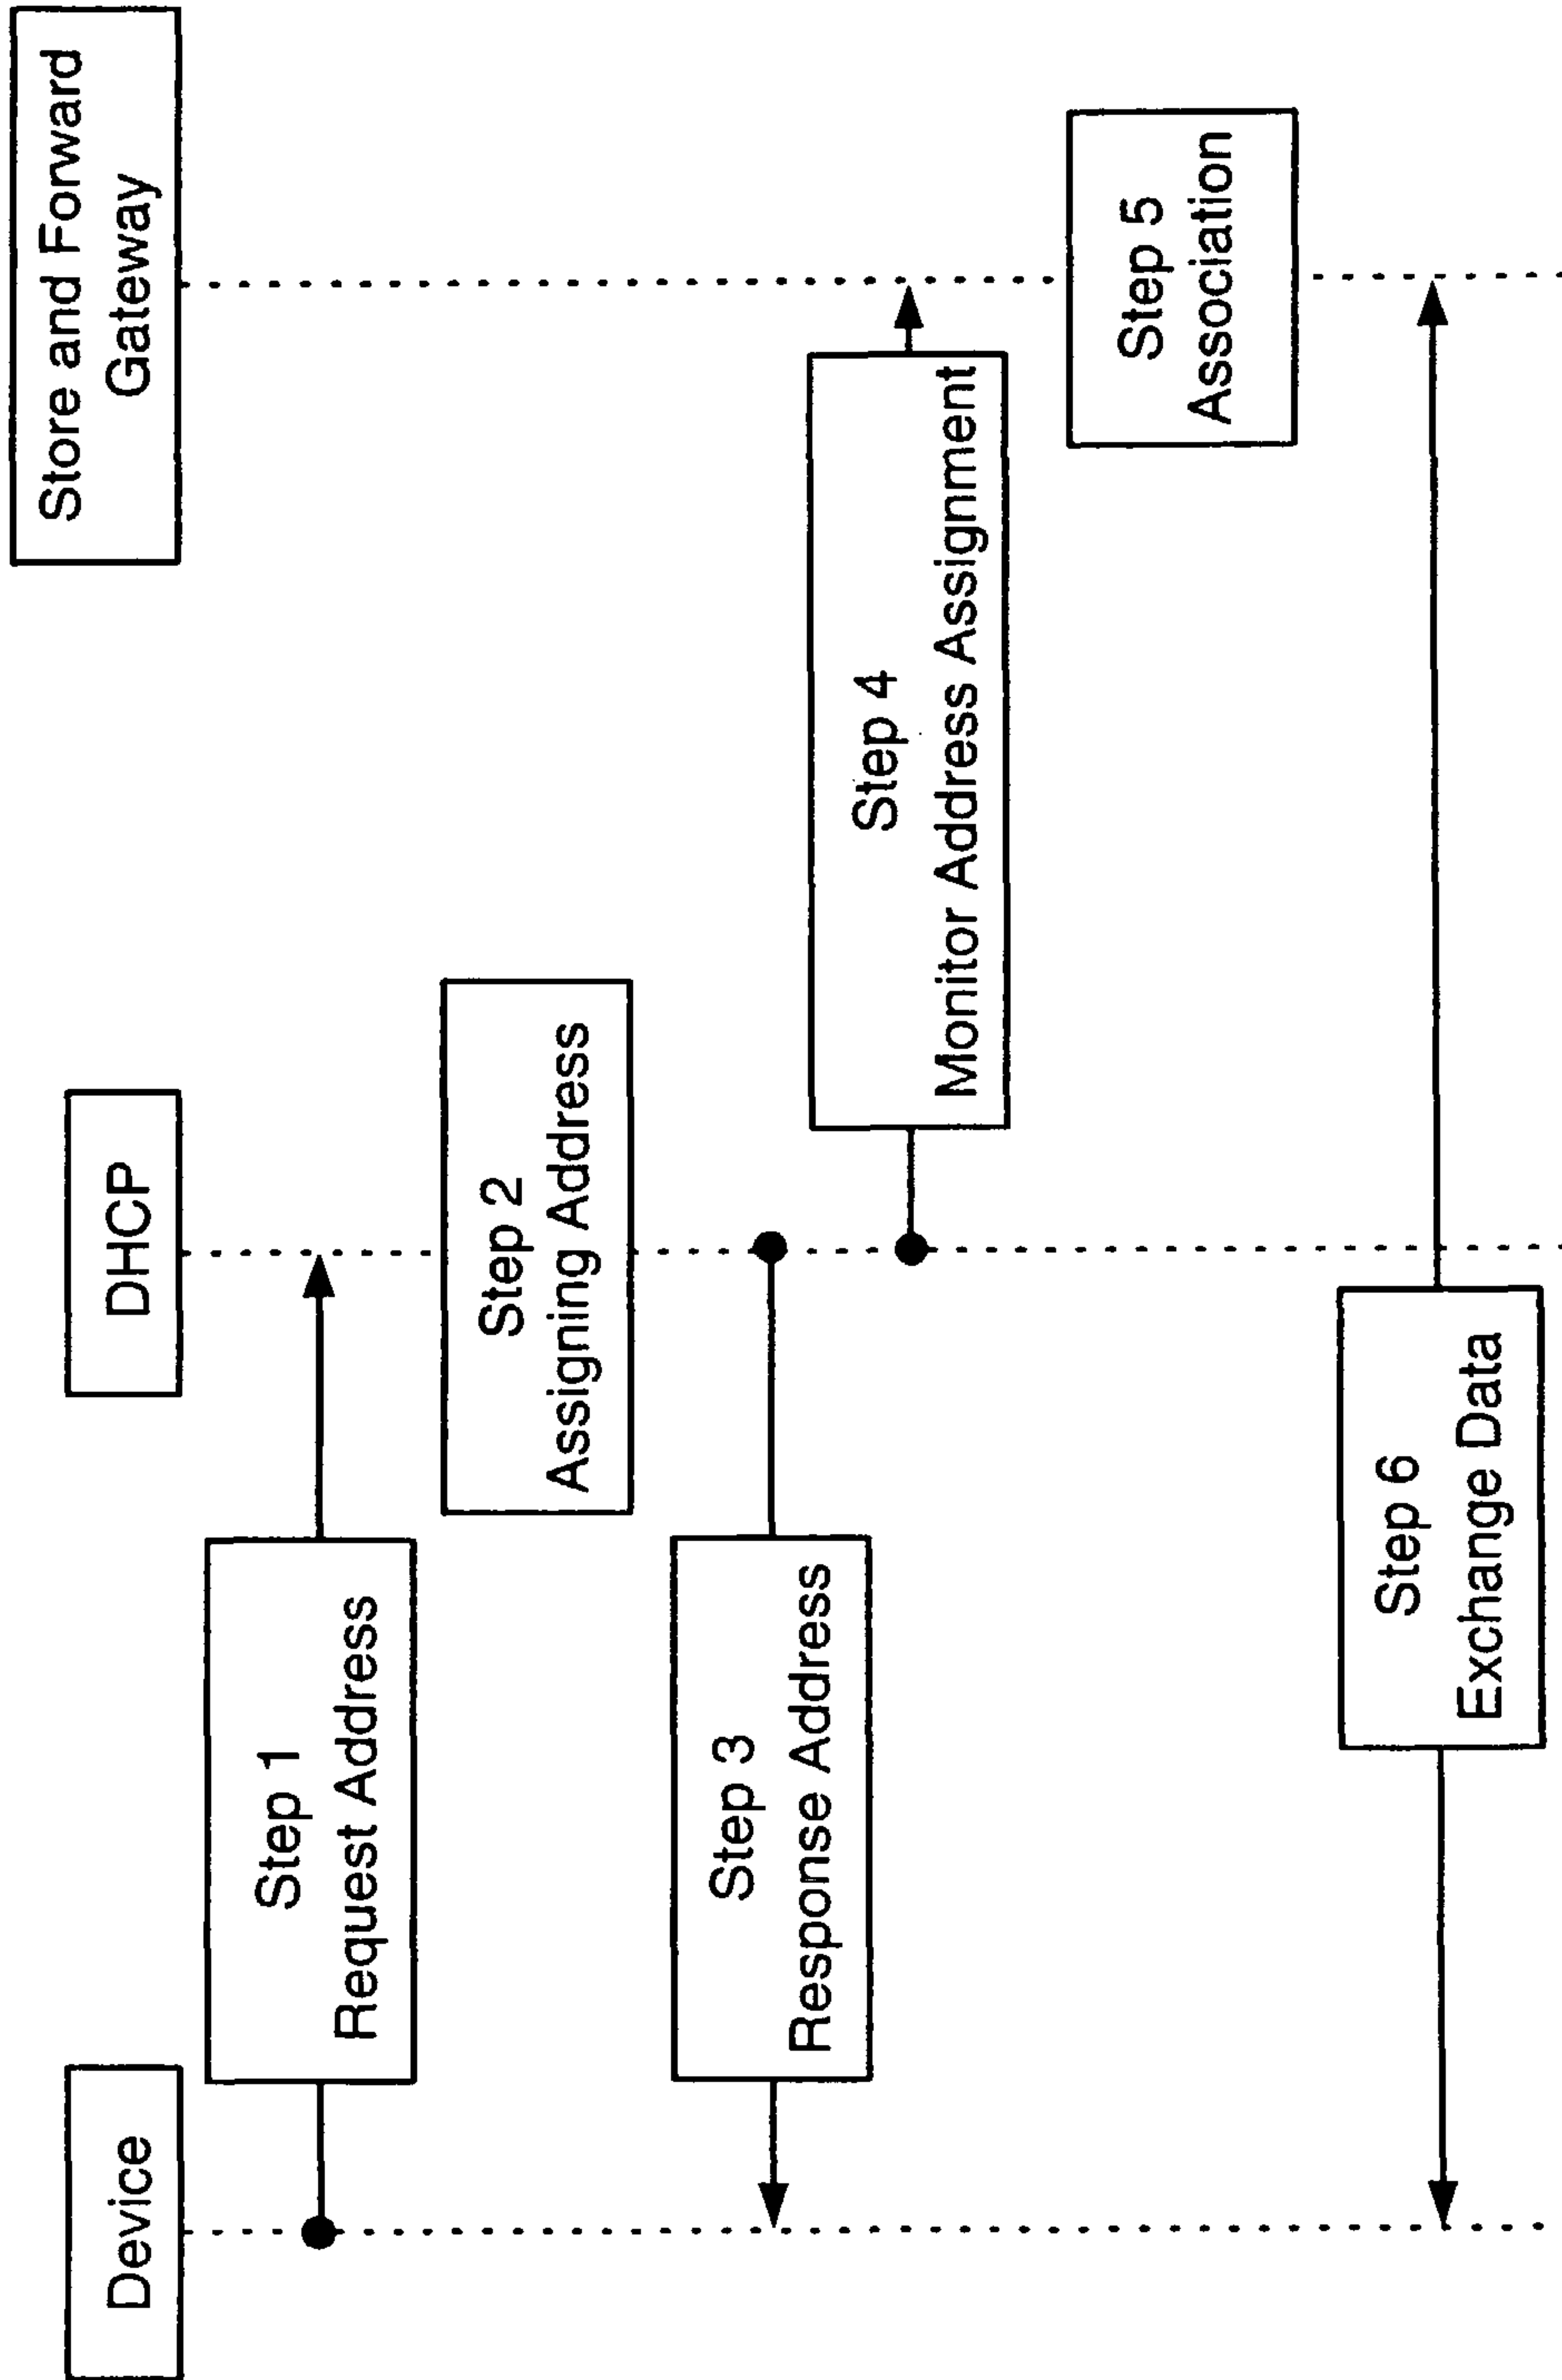 Device
DHCP
Store and Forward
Gateway
Step 1
Request Address
Step 2
Assigning Address
Step 3
Response Address
Step 4
Monitor Address Assignment
Step 5
Association
Step 6
Exchange Data